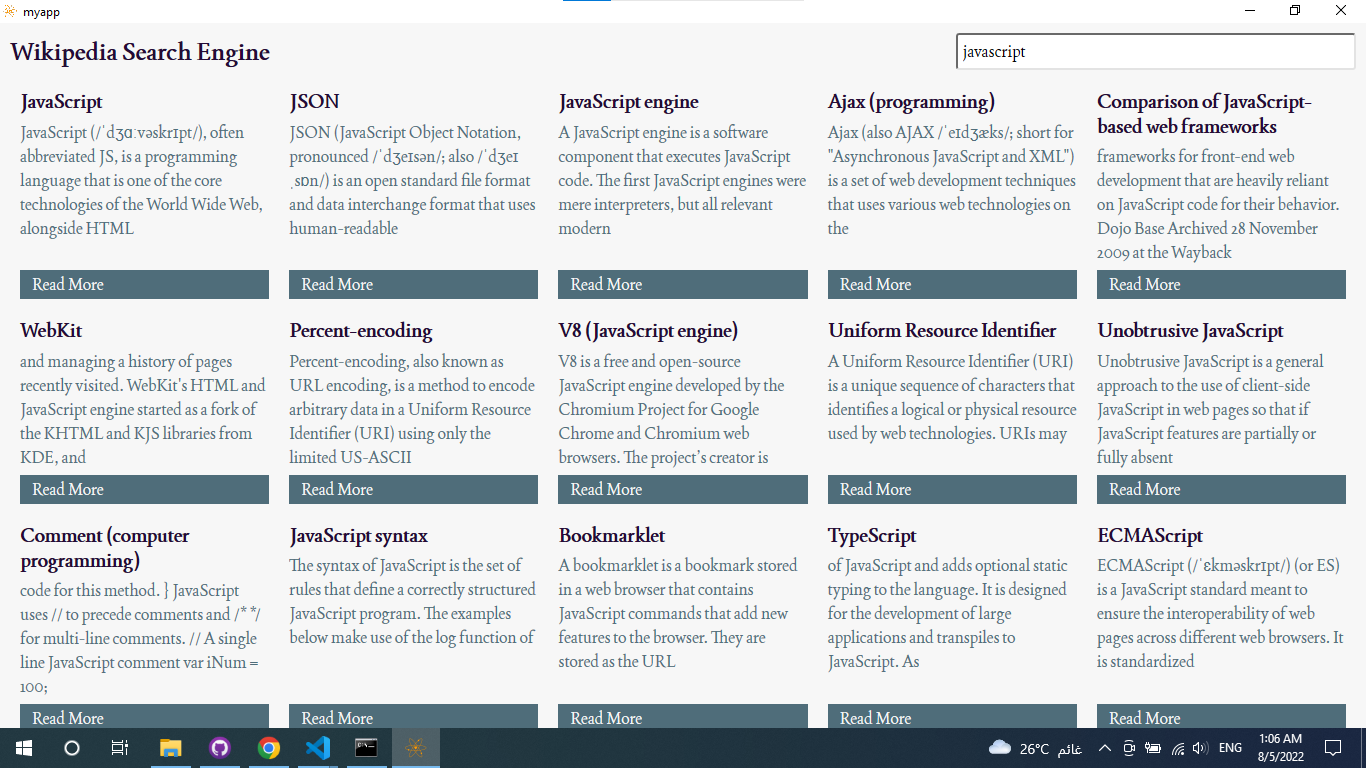 myapp
Wikipedia Search Engine
javascript
JavaScript
JavaScript (/ˈdʒɑːvəskrɪpt/), often
abbreviated JS, is a programming
language that is one of the core
technologies of the World Wide Web,
alongside HTML
Read More
JSON
JSON (JavaScript Object Notation,
pronounced /ˈdʒeɪsən/; also /ˈdʒeɪ
ˌsɒn/) is an open standard file format
and data interchange format that uses
human-readable
Read More
JavaScript engine
A JavaScript engine is a software
component that executes JavaScript
code. The first JavaScript engines were
mere interpreters, but all relevant
modern
Read More
Ajax (programming)
Ajax (also AJAX /ˈeɪdʒæks/; short for
"Asynchronous JavaScript and XML")
is a set of web development techniques
that uses various web technologies on
the
Read More
Comparison of JavaScript-
based web frameworks
frameworks for front-end web
development that are heavily reliant
on JavaScript code for their behavior.
Dojo Base Archived 28 November
2009 at the Wayback
Read More
WebKit
and managing a history of pages
recently visited. WebKit's HTML and
JavaScript engine started as a fork of
the KHTML and KJS libraries from
KDE, and
Read More
Percent-encoding
Percent-encoding, also known as
URL encoding, is a method to encode
arbitrary data in a Uniform Resource
Identifier (URI) using only the
limited US-ASCII
Read More
V8 (JavaScript engine)
V8 is a free and open-source
JavaScript engine developed by the
Chromium Project for Google
Chrome and Chromium web
browsers. The project's creator is
Read More
Uniform Resource Identifier
A Uniform Resource Identifier (URI)
is a unique sequence of characters that
identifies a logical or physical resource
used by web technologies. URIs may
Read More
Unobtrusive JavaScript
Unobtrusive JavaScript is a general
approach to the use of client-side
JavaScript in web pages so that if
JavaScript features are partially or
fully absent
Read More
Comment (computer
programming)
code for this method. } JavaScript
uses // to precede comments and /* */
for multi-line comments. // A single
line JavaScript comment var iNum =
100;
Read More
JavaScript syntax
The syntax of JavaScript is the set of
rules that define a correctly structured
JavaScript program. The examples
below make use of the log function of
Read More
Bookmarklet
A bookmarklet is a bookmark stored
in a web browser that contains
JavaScript commands that add new
features to the browser. They are
stored as the URL
Read More
TypeScript
of JavaScript and adds optional static
typing to the language. It is designed
for the development of large
applications and transpiles to
JavaScript. As
Read More
ECMAScript
ECMAScript (/ˈɛkməskrɪpt/) (or ES)
is a JavaScript standard meant to
ensure the interoperability of web
pages across different web browsers. It
is standardized
Read More
26°C غائم
ENG
1:06 AM
8/5/2022